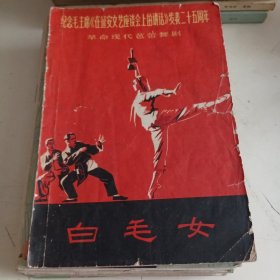 纪念毛主席《在延安文艺座谈会上的讲话》发表二十五周年
革命现代芭蕾舞剧
白毛女